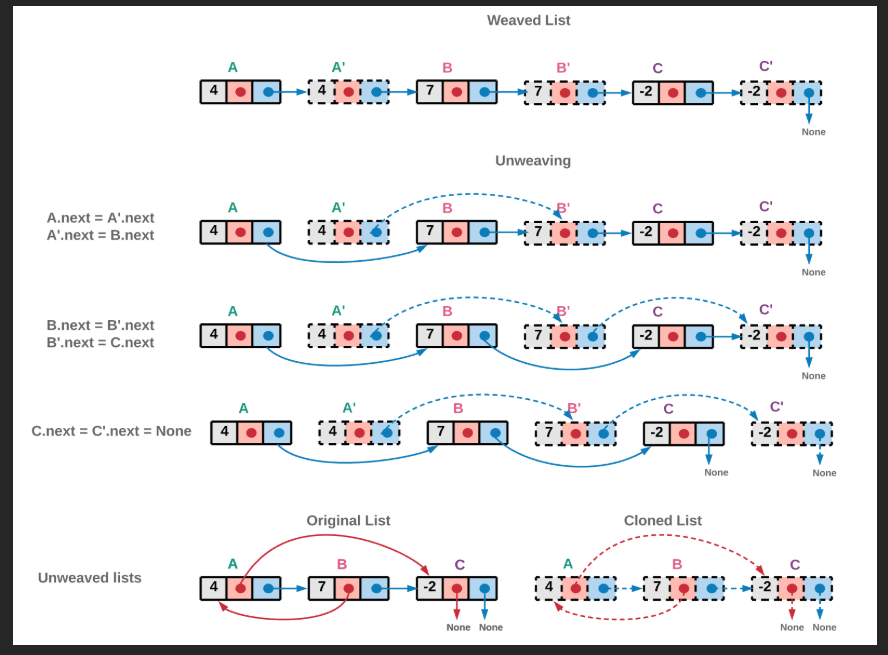 Weaved List
A A' B B' C C'
4 4 7 7 -2 -2
None
Unweaving
A.next = A'.next
A'.next = B.next
A A' B B' C C'
4 4 7 7 -2 -2
None
B.next = B'.next
B'.next = C.next
A A' B B' C C'
4 4 7 7 -2 -2
None
C.next = C'.next = None
A A' B B' C C'
4 4 7 7 -2 -2
None None
Original List Cloned List
Unweaved lists
A B C A B C
4 7 -2 4 7 -2
None None None None